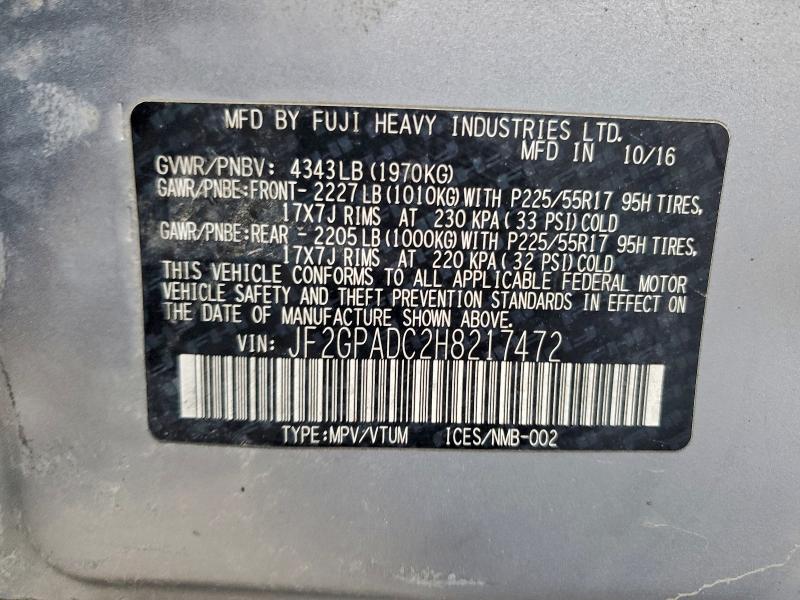 MFD BY FUJI HEAVY INDUSTRIES LTD.
MFD IN 10/16
GVWR/PNBV: 4343LB (1970KG)
GAWR/PNBE:FRONT- 2227LB (1010KG) WITH P225/55R17 95H TIRES,
17X7J RIMS AT 230 KPA ( 33 PSI) COLD
GAWR/PNBE:REAR - 2205LB (1000KG) WITH P225/55R17 95H TIRES,
17X7J RIMS AT 220 KPA ( 32 PSI) COLD
THIS VEHICLE CONFORMS TO ALL APPLICABLE FEDERAL MOTOR
VEHICLE SAFETY AND THEFT PREVENTION STANDARDS IN EFFECT ON
THE DATE OF MANUFACTURE SHOWN ABOVE.
VIN: JF2GPADC2H8217472
TYPE:MPV/VTUM ICES/NMB-002